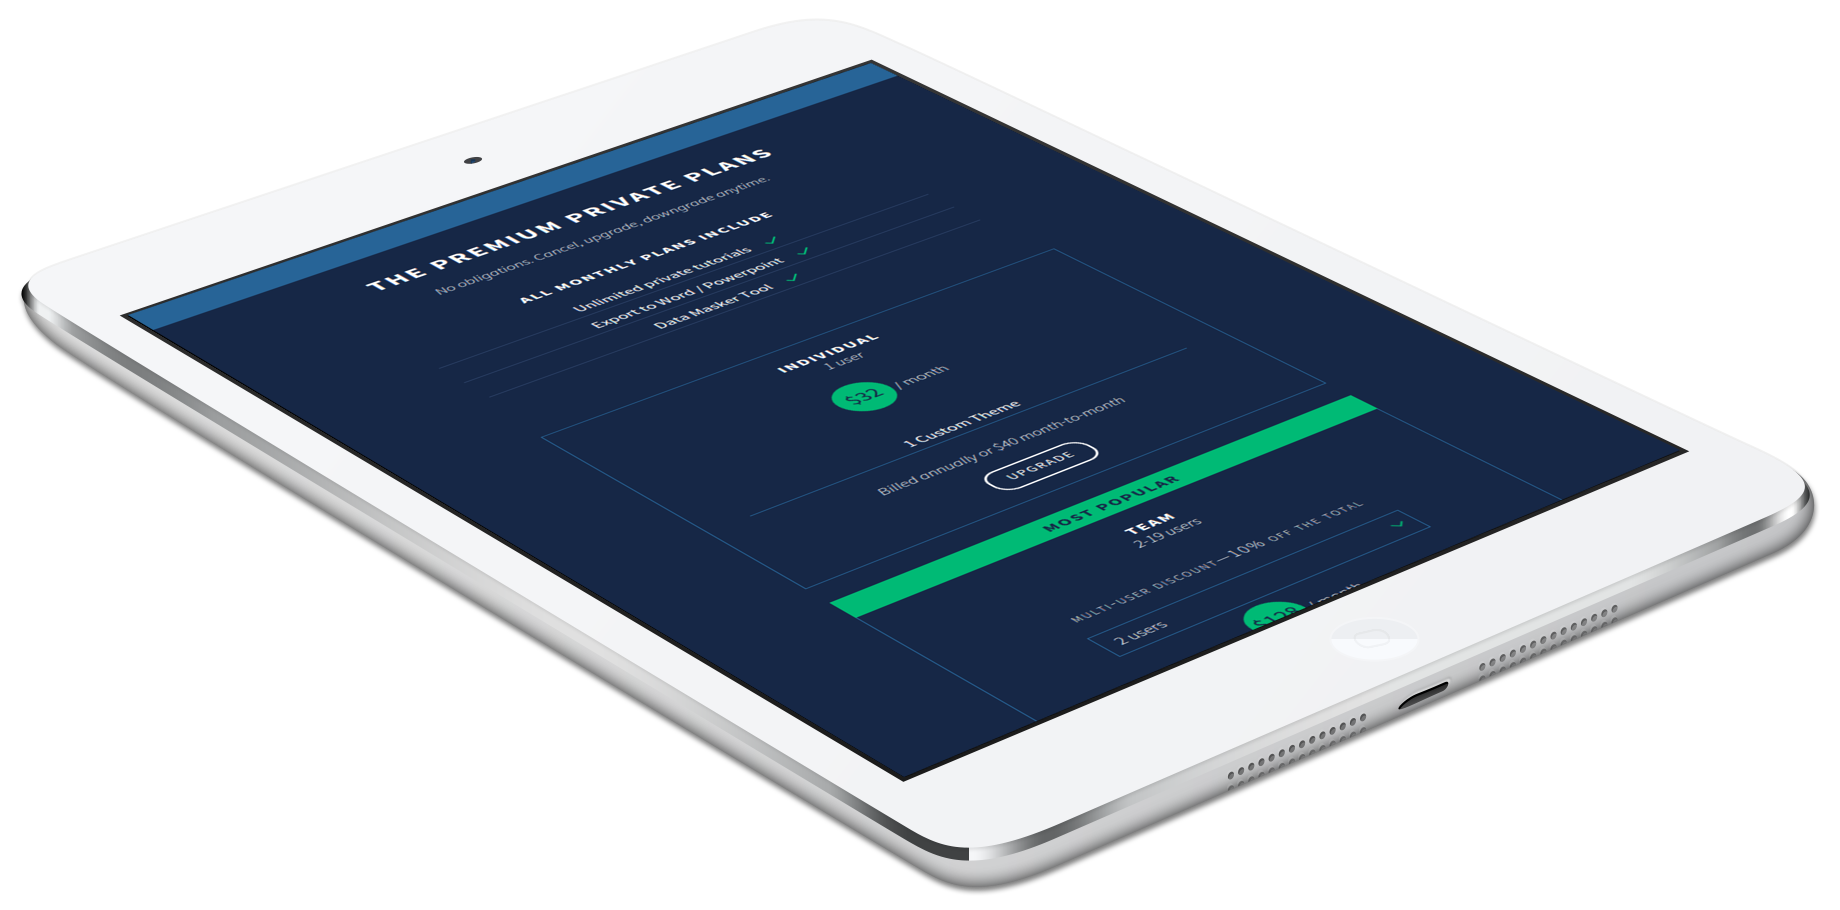 THE PREMIUM PRIVATE PLANS
No obligations. Cancel, upgrade, downgrade anytime.
ALL MONTHLY PLANS INCLUDE
Unlimited private tutorials
Export to Word / Powerpoint
Data Masker Tool
INDIVIDUAL
1 user
$32 / month
1 Custom Theme
Billed annually or $40 month-to-month
UPGRADE
MOST POPULAR
TEAM
2-19 users
MULTI-USER DISCOUNT—10% OFF THE TOTAL
2 users
/ month